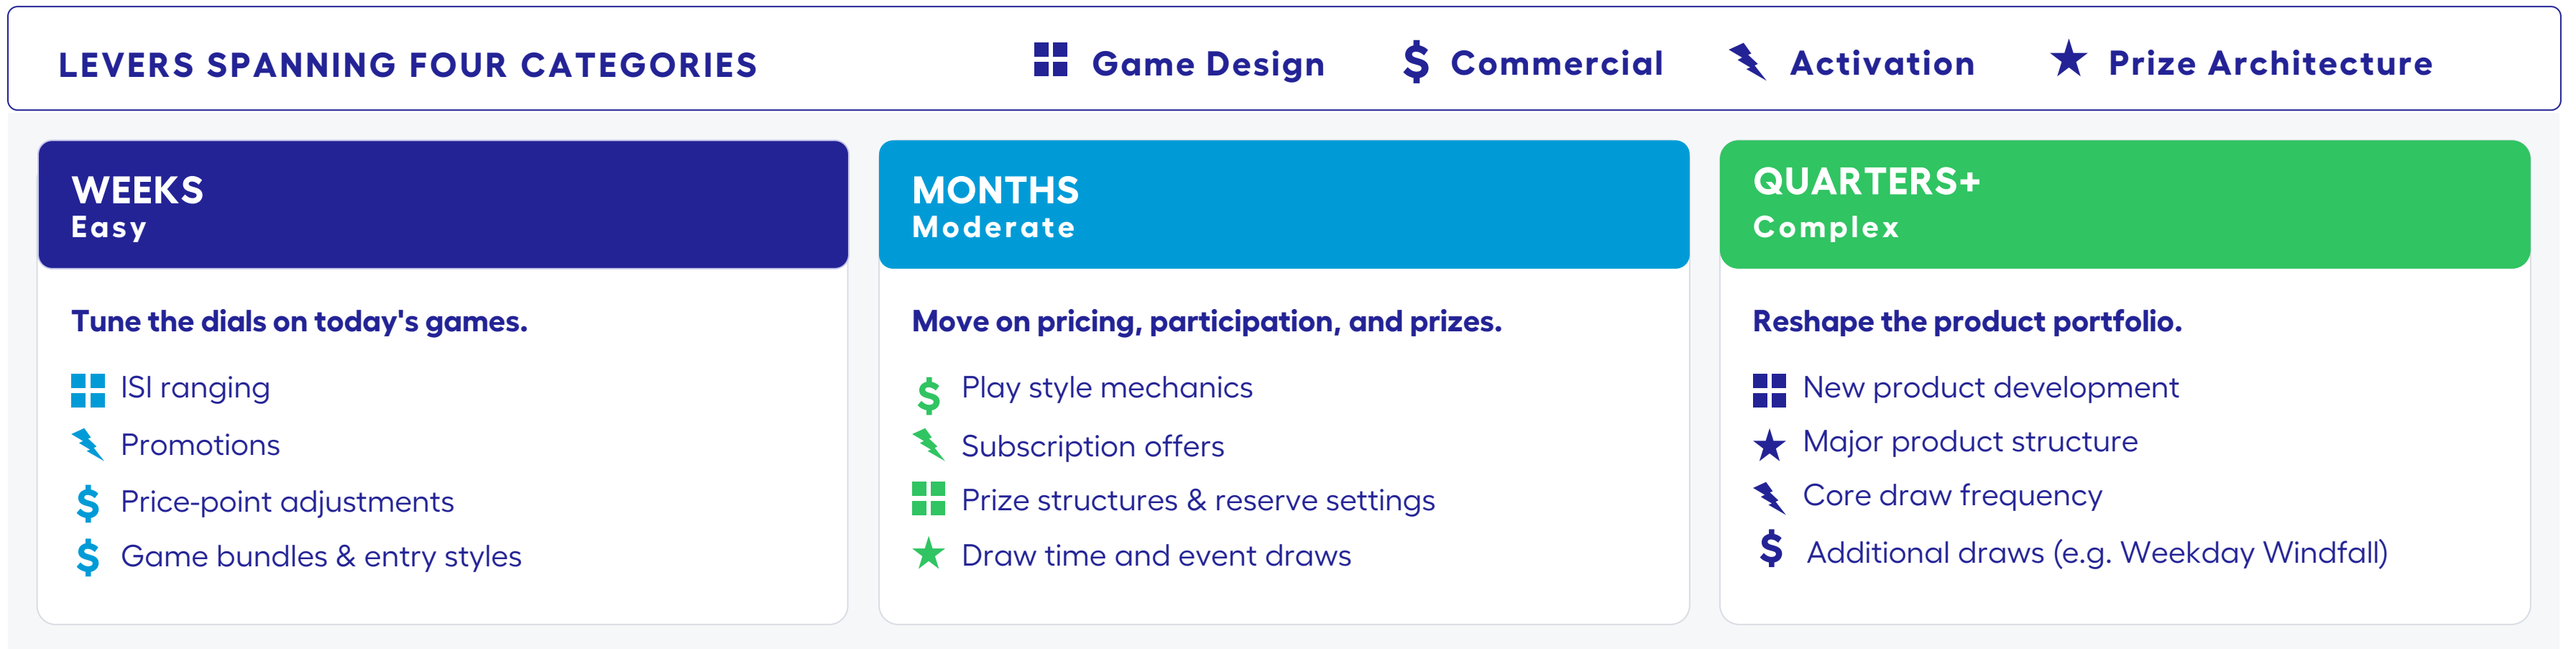 LEVERS SPANNING FOUR CATEGORIES
Game Design
$ Commercial
Activation
Prize Architecture
WEEKS
Easy
Tune the dials on today's games.
ISI ranging
Promotions
$ Price-point adjustments
$ Game bundles & entry styles
MONTHS
Moderate
Move on pricing, participation, and prizes.
$ Play style mechanics
Subscription offers
Prize structures & reserve settings
Draw time and event draws
QUARTERS+
Complex
Reshape the product portfolio.
New product development
Major product structure
Core draw frequency
$ Additional draws (e.g. Weekday Windfall)